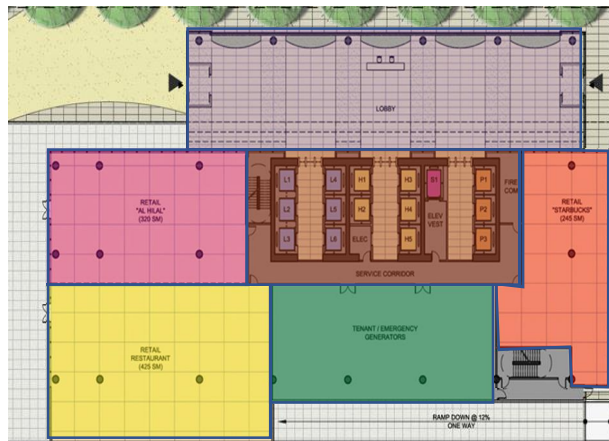 LOBBY
L1
L4
H1
H3
S1
P1
FIRE
COM
RETAIL
"AL HILAL"
(320 SM)
L2
L5
H2
H4
P2
ELEV
VEST
RETAIL
"STARBUCKS"
(245 SM)
L3
L6
ELEC
H5
P3
SERVICE CORRIDOR
TENANT / EMERGENCY
GENERATORS
RETAIL
RESTAURANT
(425 SM)
RAMP DOWN @ 12%
ONE WAY